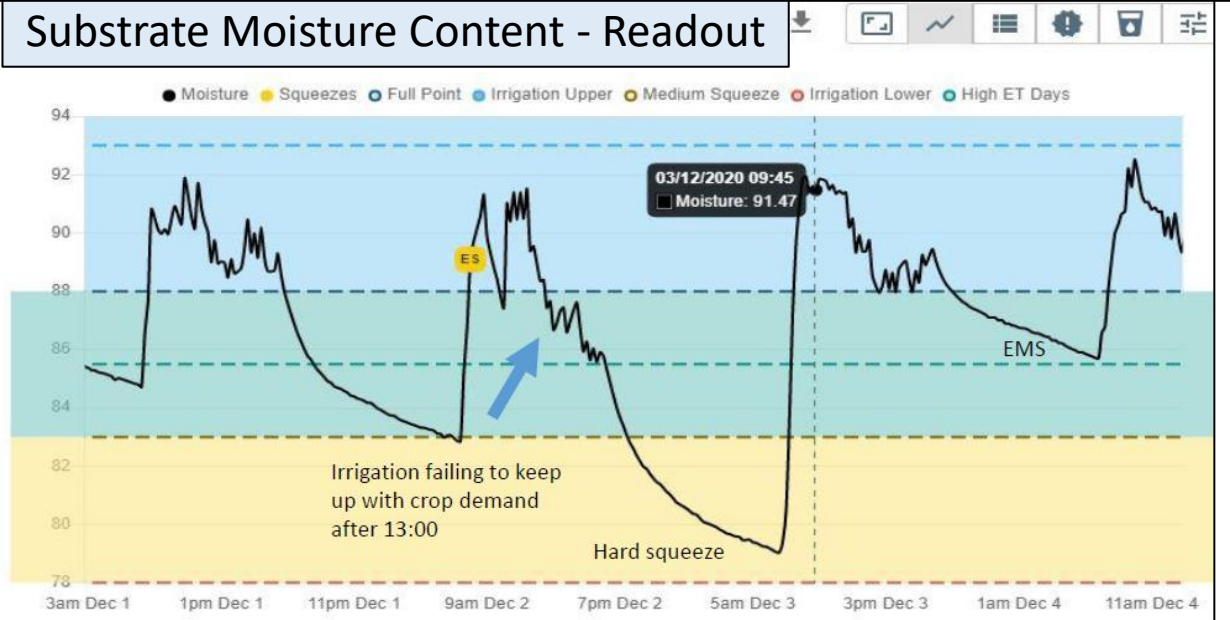 Substrate Moisture Content - Readout
Moisture Squeezes Full Point Irrigation Upper Medium Squeeze Irrigation Lower High ET Days
94
92
90
88
86
84
82
80
78
03/12/2020 09:45
Moisture: 91.47
ES
EMS
Irrigation failing to keep
up with crop demand
after 13:00
Hard squeeze
3am Dec 1 1pm Dec 1 11pm Dec 1 9am Dec 2 7pm Dec 2 5am Dec 3 3pm Dec 3 1am Dec 4 11am Dec 4